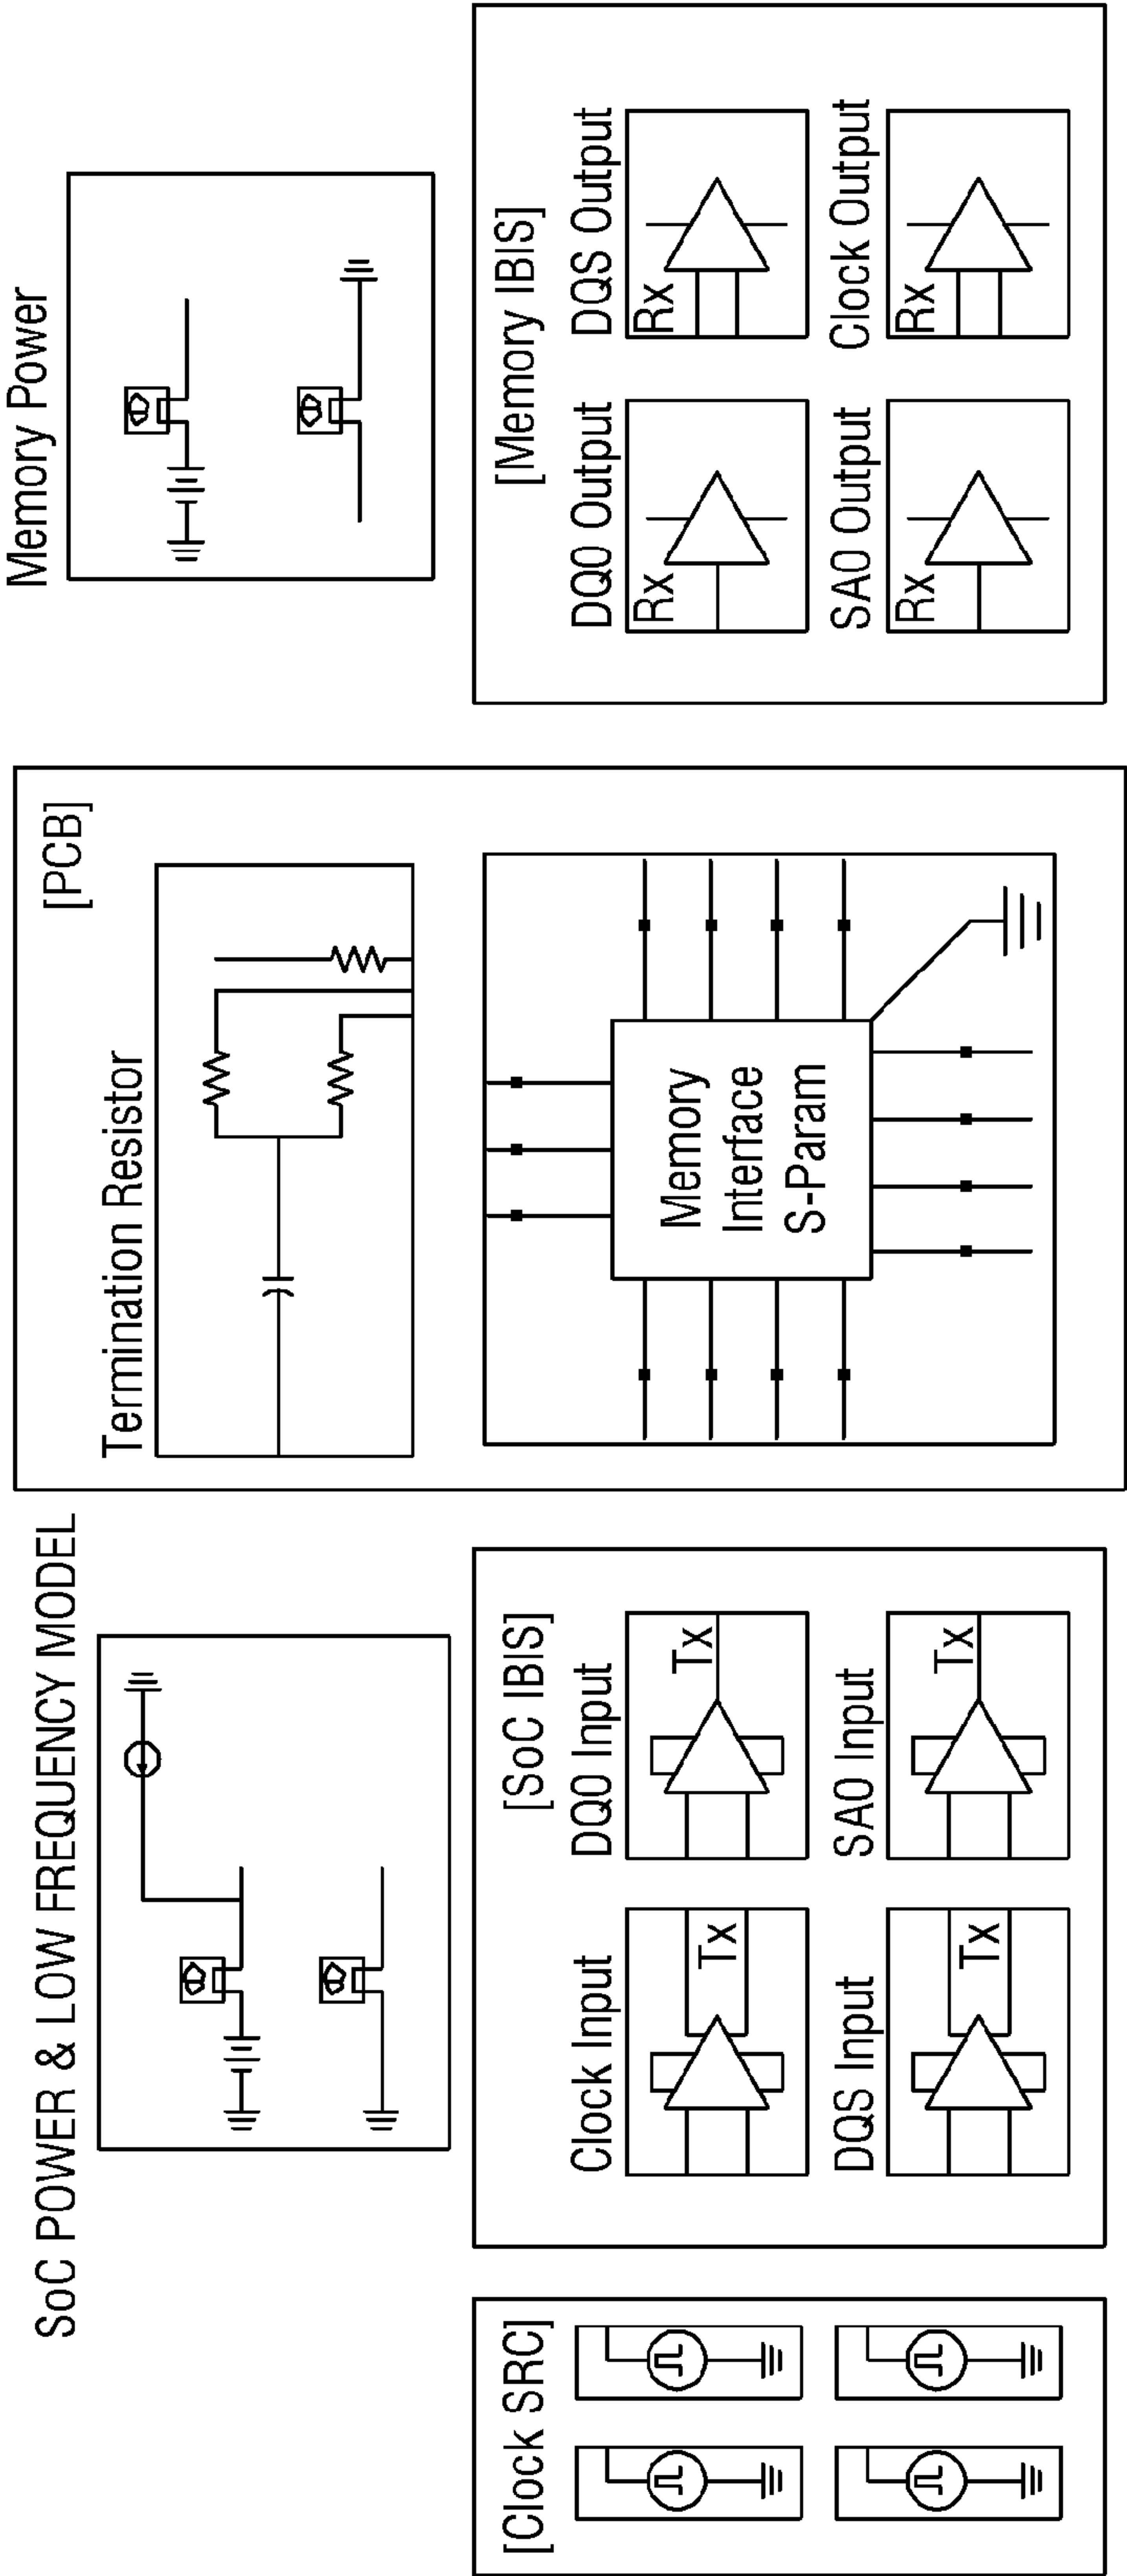 SoC POWER & LOW FREQUENCY MODEL
Memory Power
[PCB]
Termination Resistor
Memory
Interface
S-Param
[Clock SRC]
[SoC IBIS]
Clock Input
Tx
DQ0 Input
Tx
DQS Input
Tx
SA0 Input
Tx
[Memory IBIS]
DQ0 Output
Rx
DQS Output
Rx
SA0 Output
Rx
Clock Output
Rx